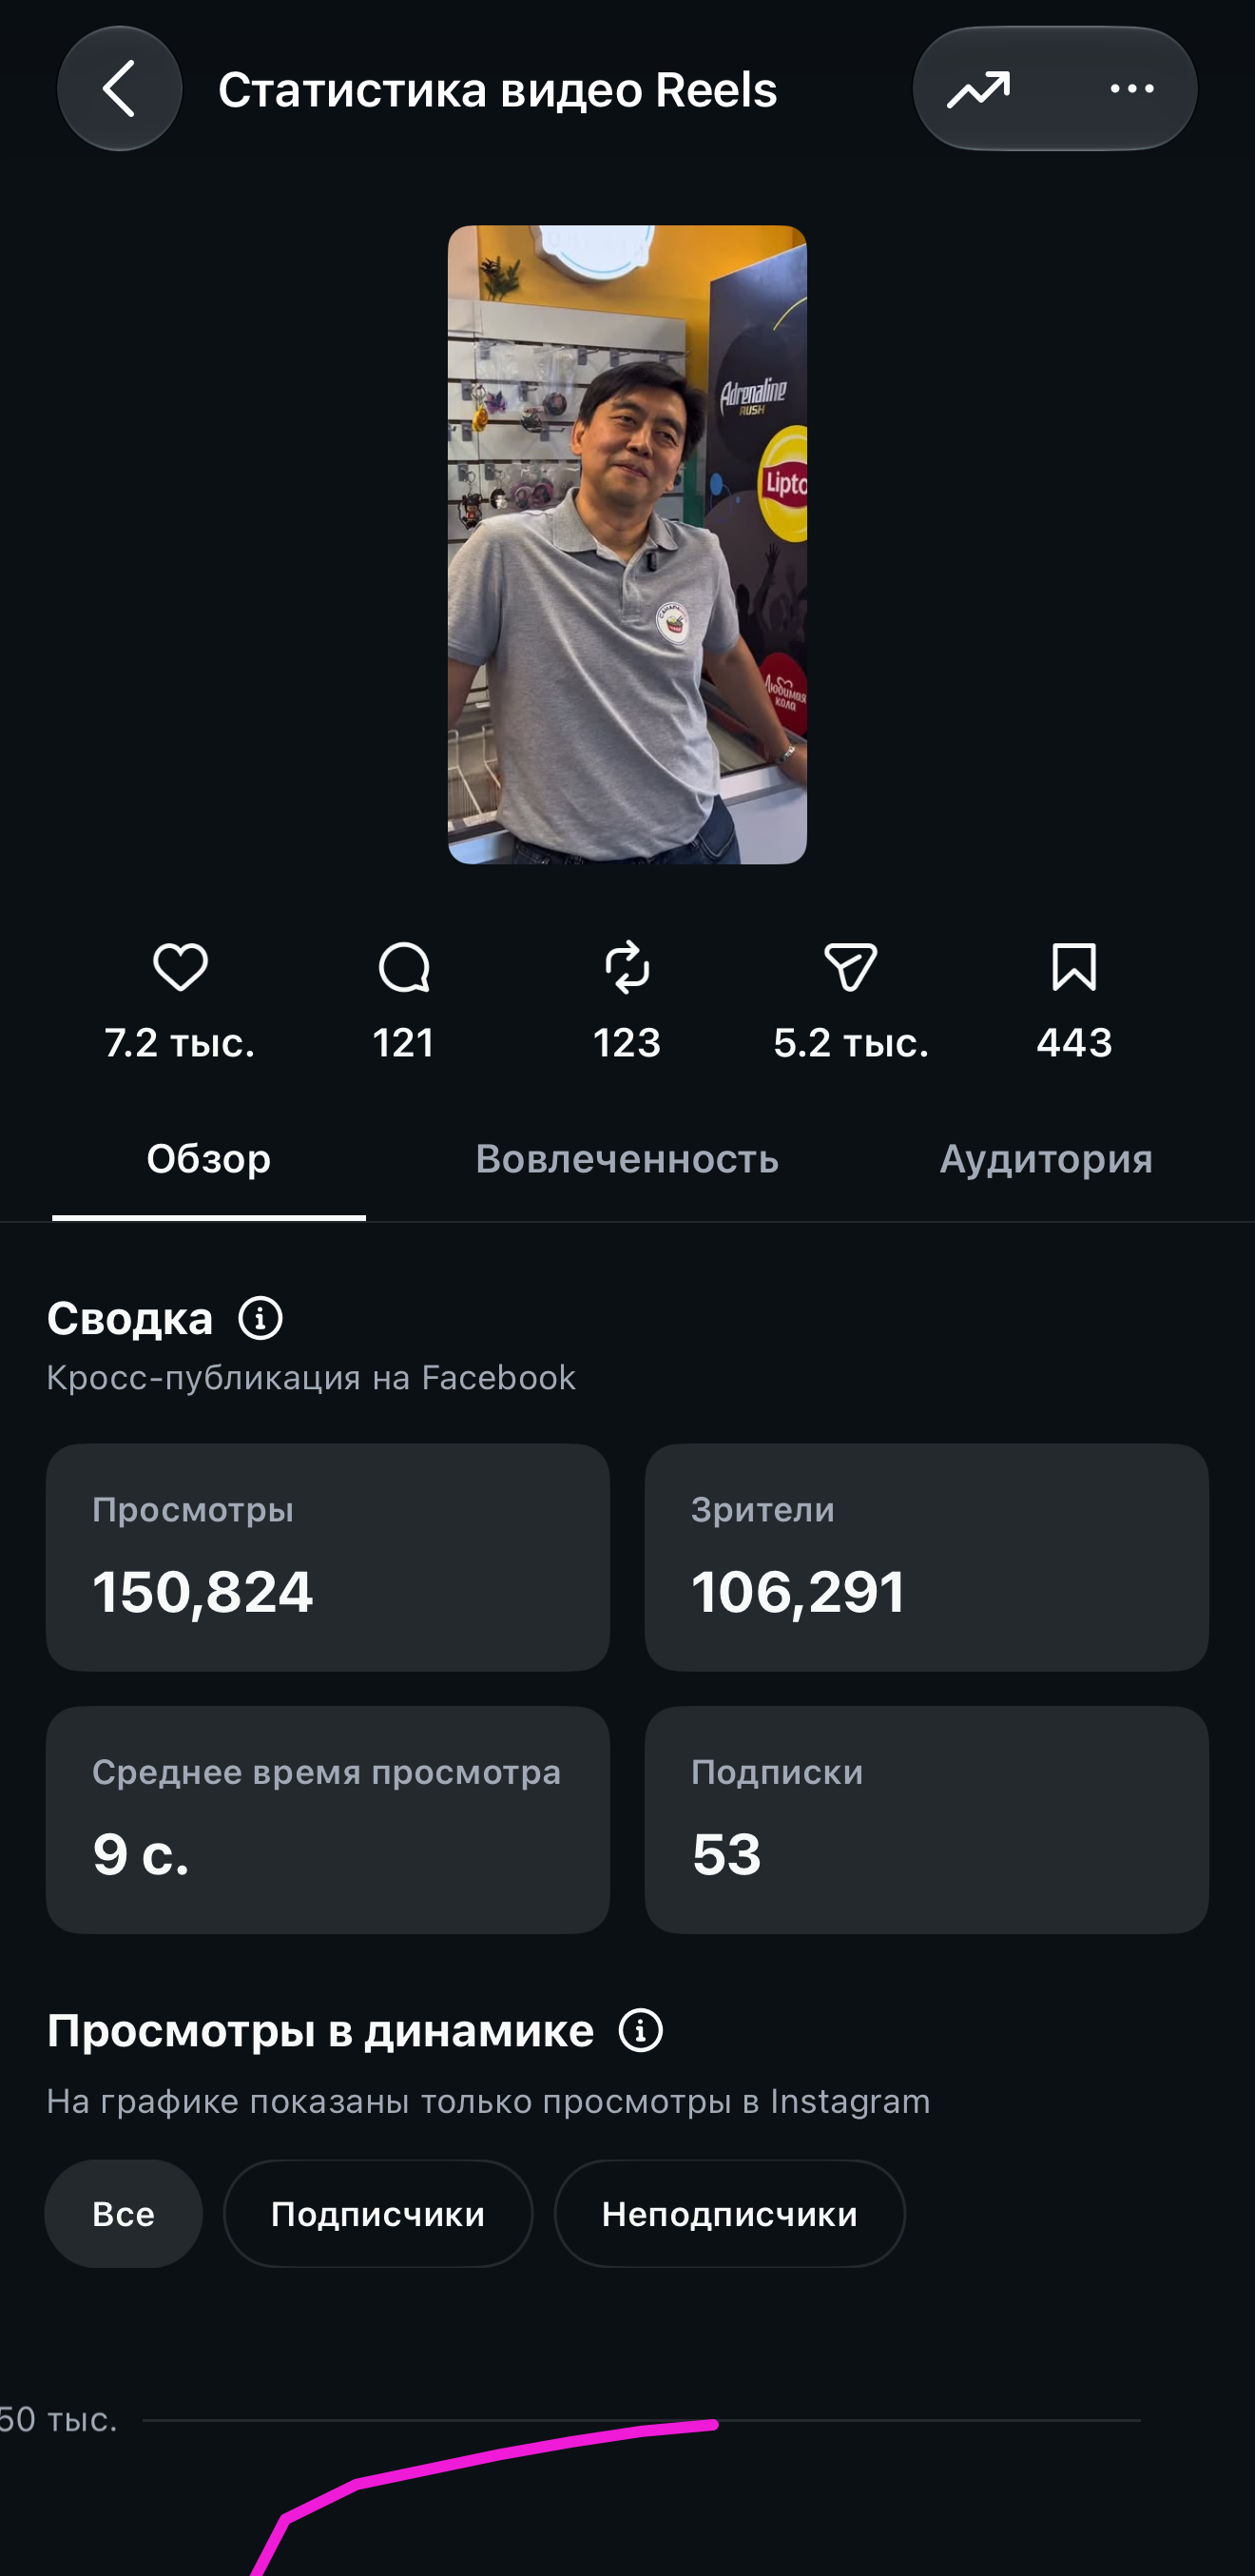 Статистика видео Reels
Adrenaline
RUSH
Lipto
Любимая
кола
7.2 тыс.
121
123
5.2 тыс.
443
Обзор
Вовлеченность
Аудитория
Сводка
Кросс-публикация на Facebook
Просмотры
Зрители
150,824
106,291
Среднее время просмотра
Подписки
9 с.
53
Просмотры в динамике
На графике показаны только просмотры в Instagram
Все
Подписчики
Неподписчики
50 тыс.